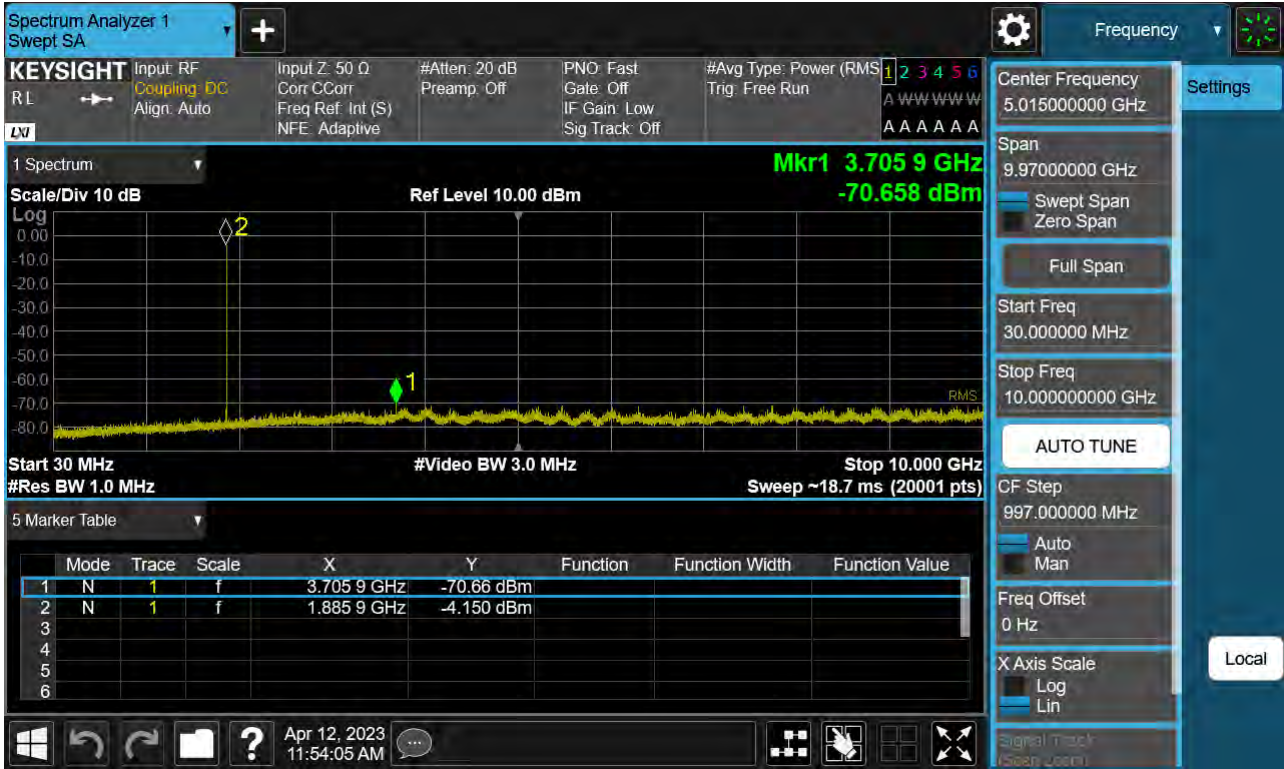 Spectrum Analyzer 1
Swept SA
+
Frequency
KEYSIGHT
RL
LXI
Input: RF
Coupling: DC
Align: Auto
Input Z: 50 Ω
Corr CCorr
Freq Ref: Int (S)
NFE: Adaptive
#Atten: 20 dB
Preamp: Off
PNO: Fast
Gate: Off
IF Gain: Low
Sig Track: Off
#Avg Type: Power (RMS
Trig: Free Run
1 2 3 4 5 6
A W W W W W
A A A A A A
1 Spectrum
Scale/Div 10 dB
Log
Ref Level 10.00 dBm
Mkr1 3.705 9 GHz
-70.658 dBm
0.00
-10.0
-20.0
-30.0
-40.0
-50.0
-60.0
-70.0
-80.0
2
1
RMS
Start 30 MHz
#Video BW 3.0 MHz
Stop 10.000 GHz
#Res BW 1.0 MHz
Sweep ~18.7 ms (20001 pts)
5 Marker Table
Mode Trace Scale X Y Function Function Width Function Value
1 N 1 f 3.705 9 GHz -70.66 dBm
2 N 1 f 1.885 9 GHz -4.150 dBm
3
4
5
6
Apr 12, 2023
11:54:05 AM
Center Frequency
5.015000000 GHz
Settings
Span
9.97000000 GHz
Swept Span
Zero Span
Full Span
Start Freq
30.000000 MHz
Stop Freq
10.000000000 GHz
AUTO TUNE
CF Step
997.000000 MHz
Auto
Man
Freq Offset
0 Hz
X Axis Scale
Log
Lin
Local
Signal Track
(Span Zoom)